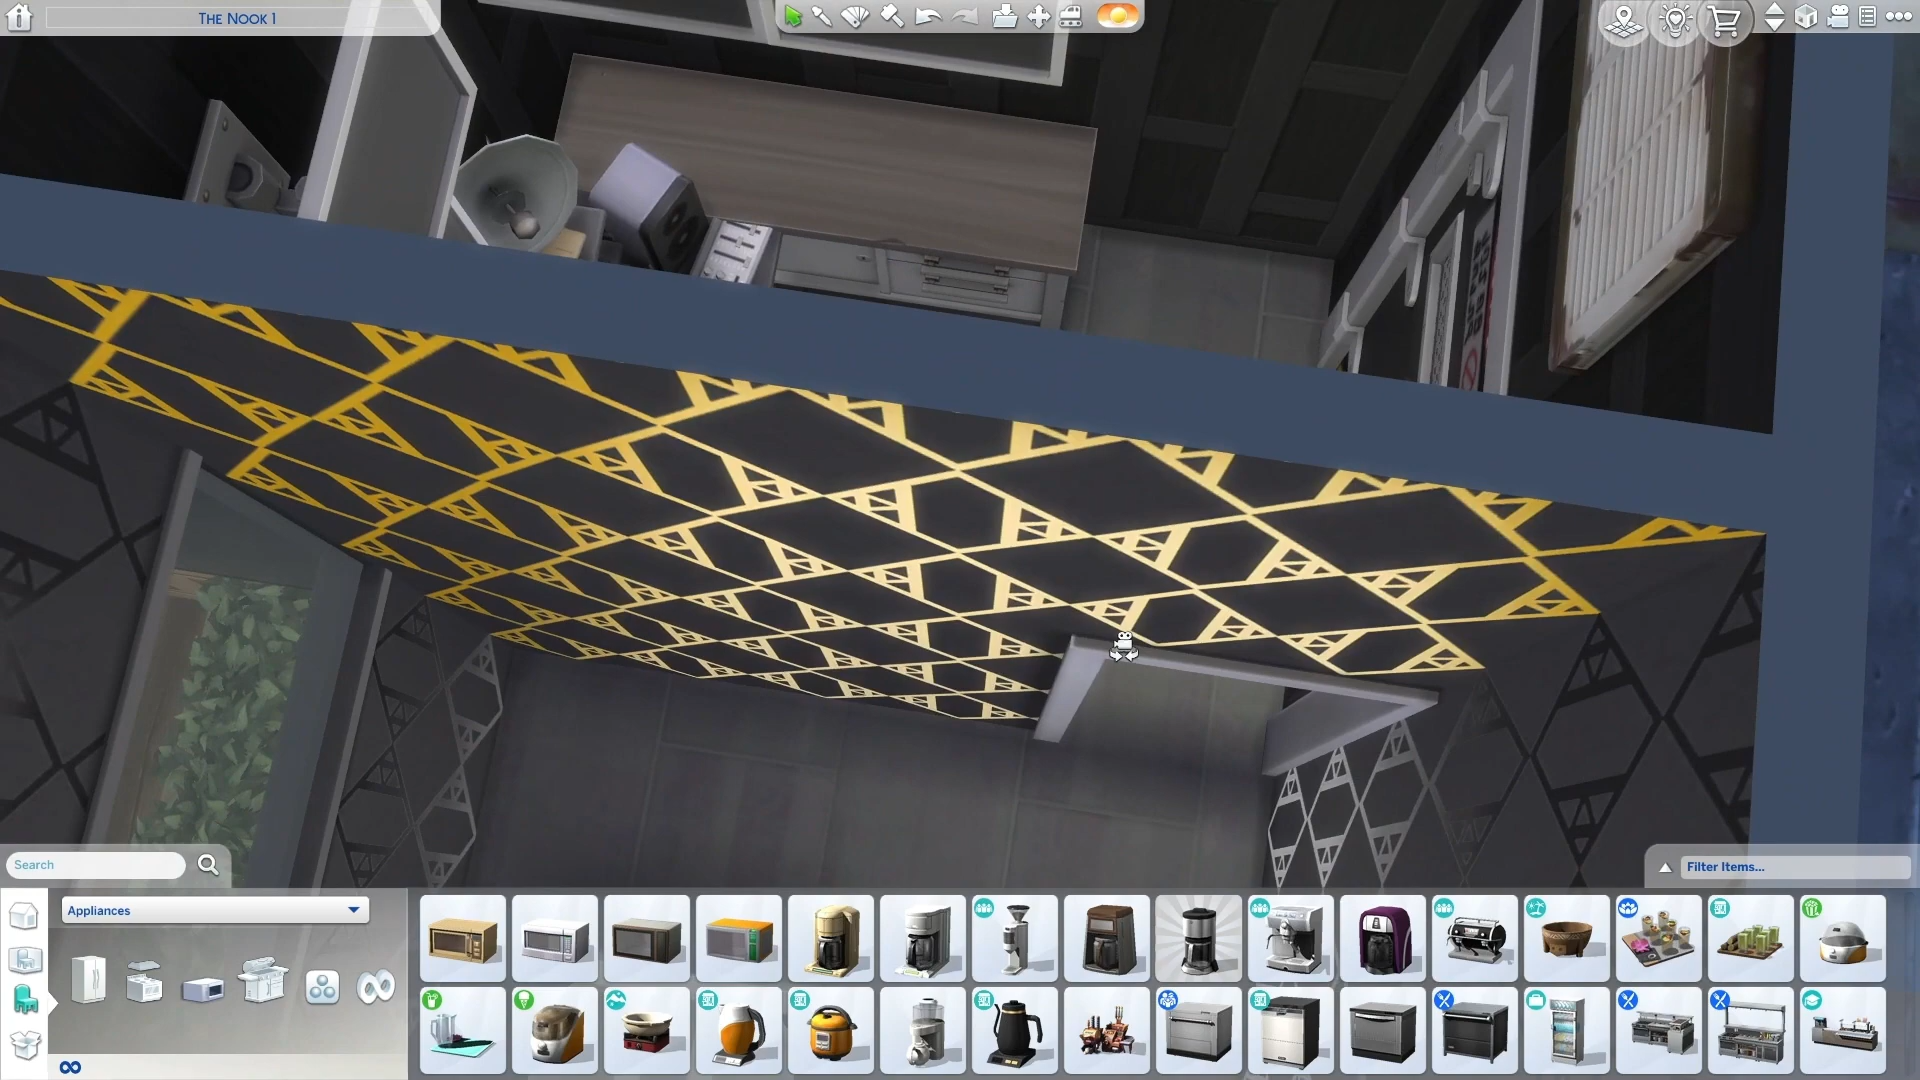 The Nook 1
Search
Filter Items...
Appliances